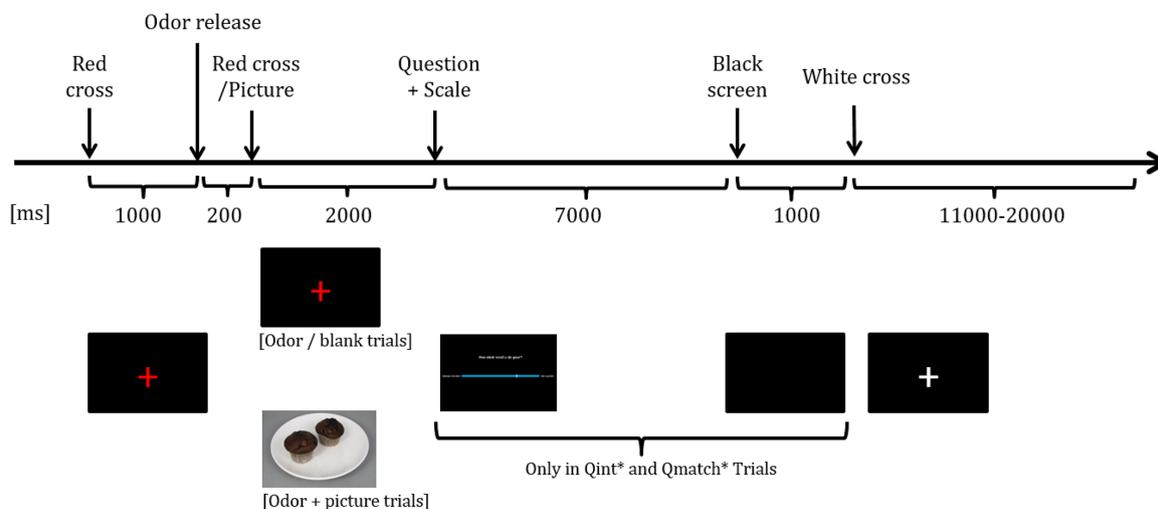 Odor release
Red
cross
Red cross
/Picture
Question
+ Scale
Black
screen
White cross
[ms]
1000
200
2000
7000
1000
11000-20000
[Odor / blank trials]
[Odor + picture trials]
Only in Qint* and Qmatch* Trials